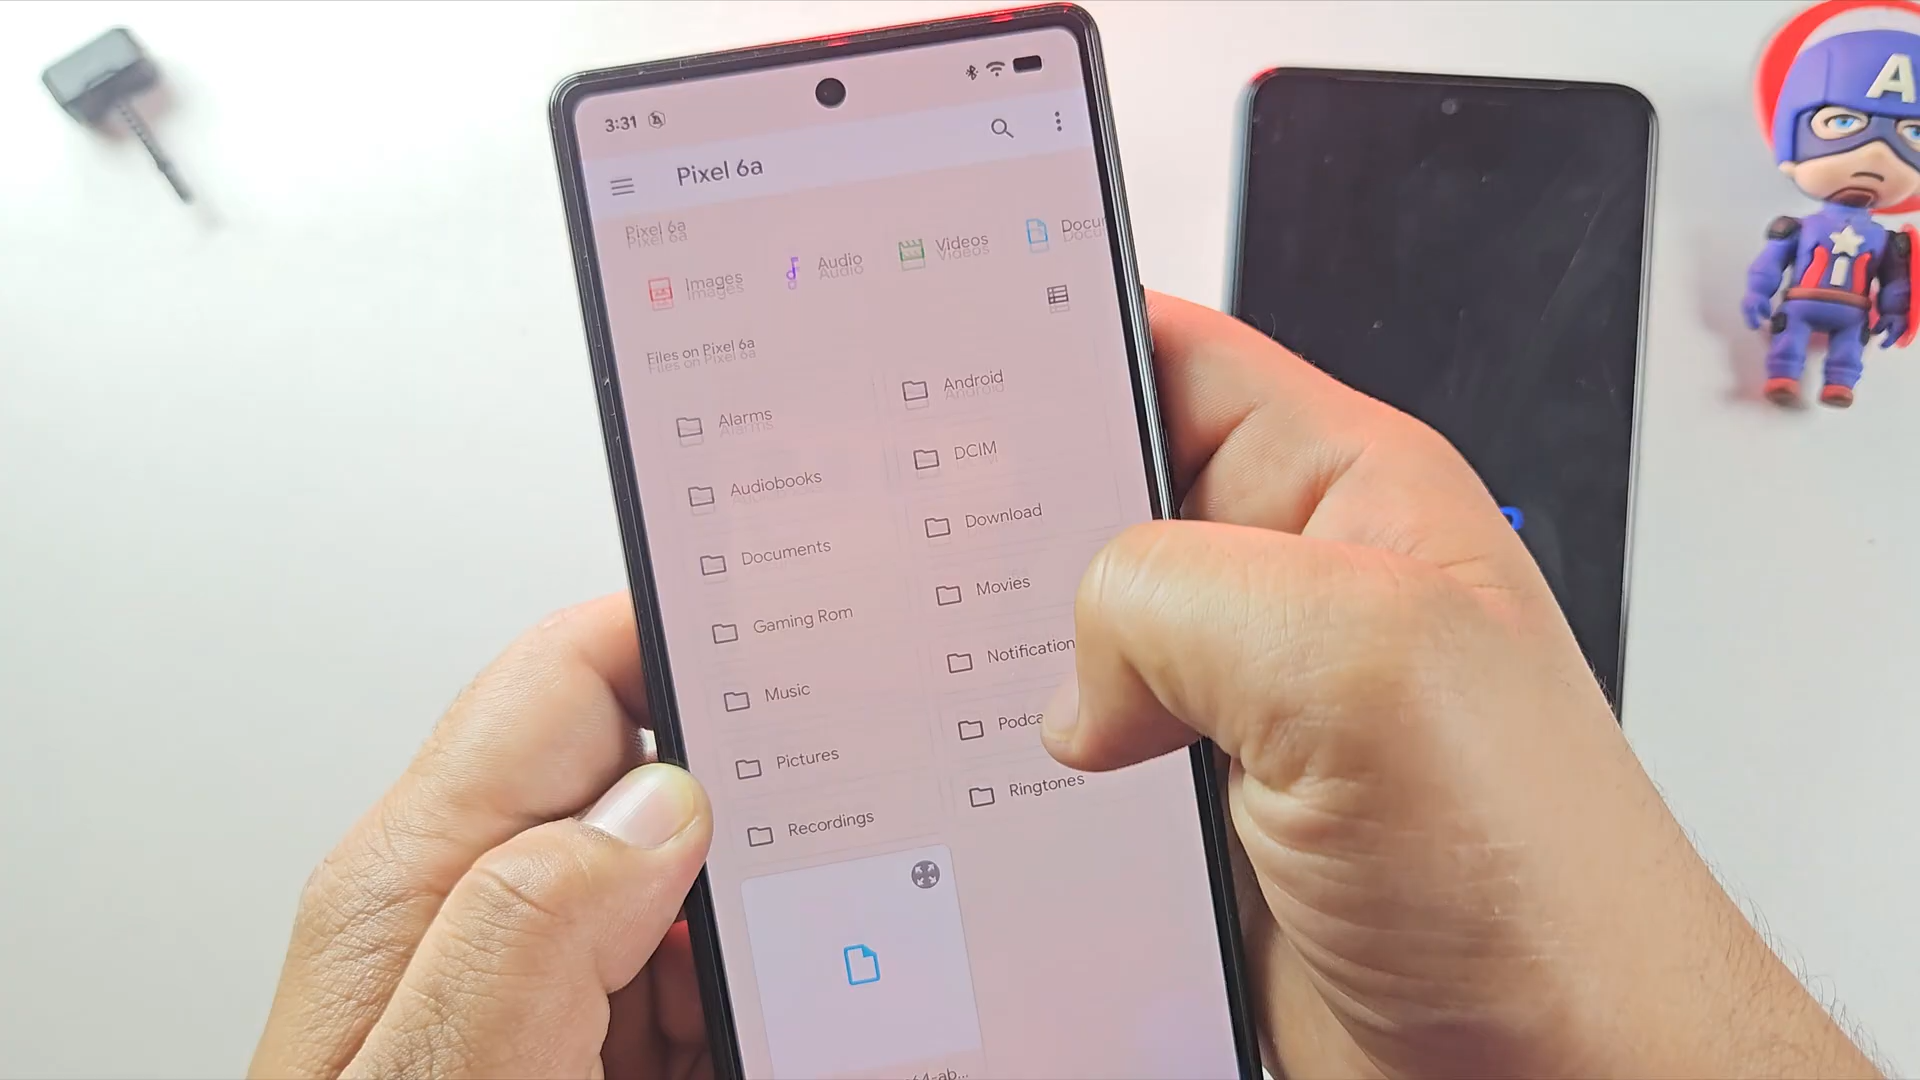 3:31
Pixel 6a
Pixel 6a
Images
Audio
Videos
Files on Pixel 6a
Alarms
Android
Audiobooks
DCIM
Documents
Download
Gaming Rom
Movies
Music
Notification
Pictures
Podca
Recordings
Ringtones
A